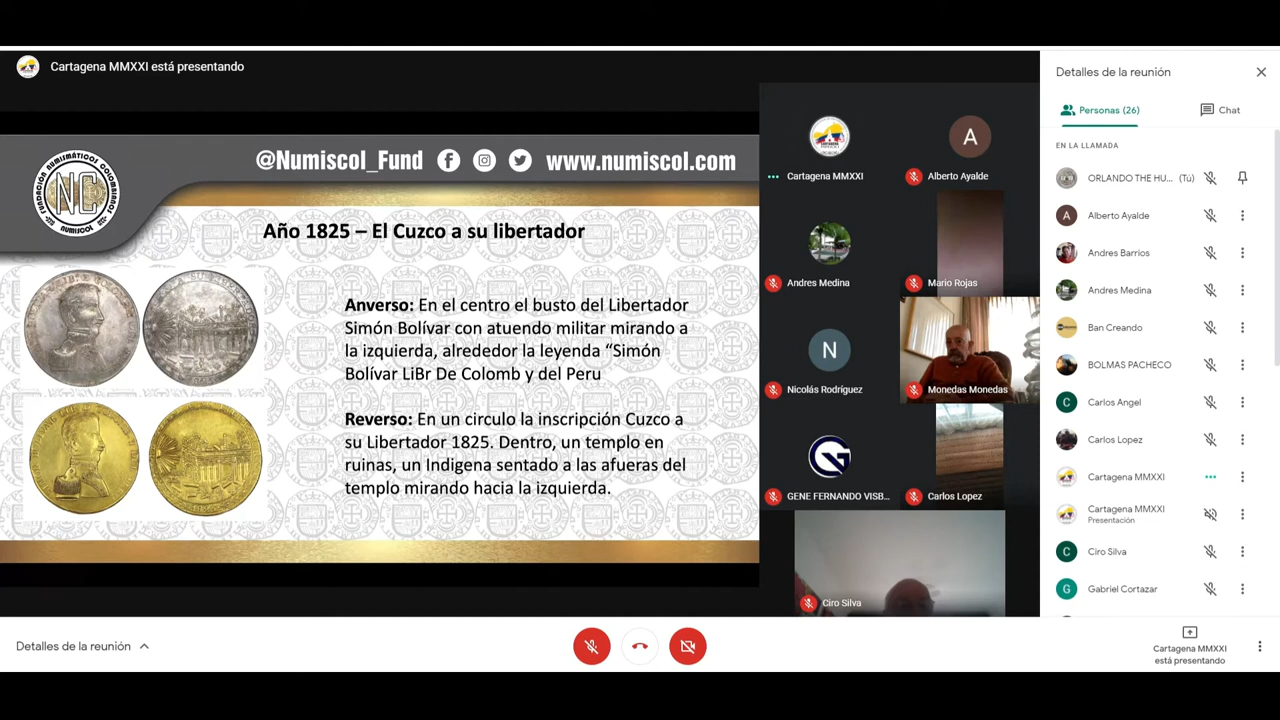 Cartagena MMXXI está presentando
@Numiscol_Fund
www.numiscol.com
FUNDACIÓN NUMISMÁTICOS COLOMBIANOS
NC
NUMISCOL
Año 1825 – El Cuzco a su libertador
Anverso: En el centro el busto del Libertador
Simón Bolívar con atuendo militar mirando a
la izquierda, alrededor la leyenda “Simón
Bolívar LiBr De Colomb y del Peru
Reverso: En un circulo la inscripción Cuzco a
su Libertador 1825. Dentro, un templo en
ruinas, un Indigena sentado a las afueras del
templo mirando hacia la izquierda.
Cartagena MMXXI
A
Alberto Ayalde
Andres Medina
Mario Rojas
N
Nicolás Rodríguez
Monedas Monedas
GENE FERNANDO VISB...
Carlos Lopez
Ciro Silva
Detalles de la reunión
Personas (26)
Chat
EN LA LLAMADA
ORLANDO THE HU... (Tú)
A
Alberto Ayalde
Andres Barrios
Andres Medina
Ban Creando
BOLMAS PACHECO
C
Carlos Angel
Carlos Lopez
Cartagena MMXXI
Cartagena MMXXI
Presentación
C
Ciro Silva
G
Gabriel Cortazar
Detalles de la reunión
Cartagena MMXXI
está presentando